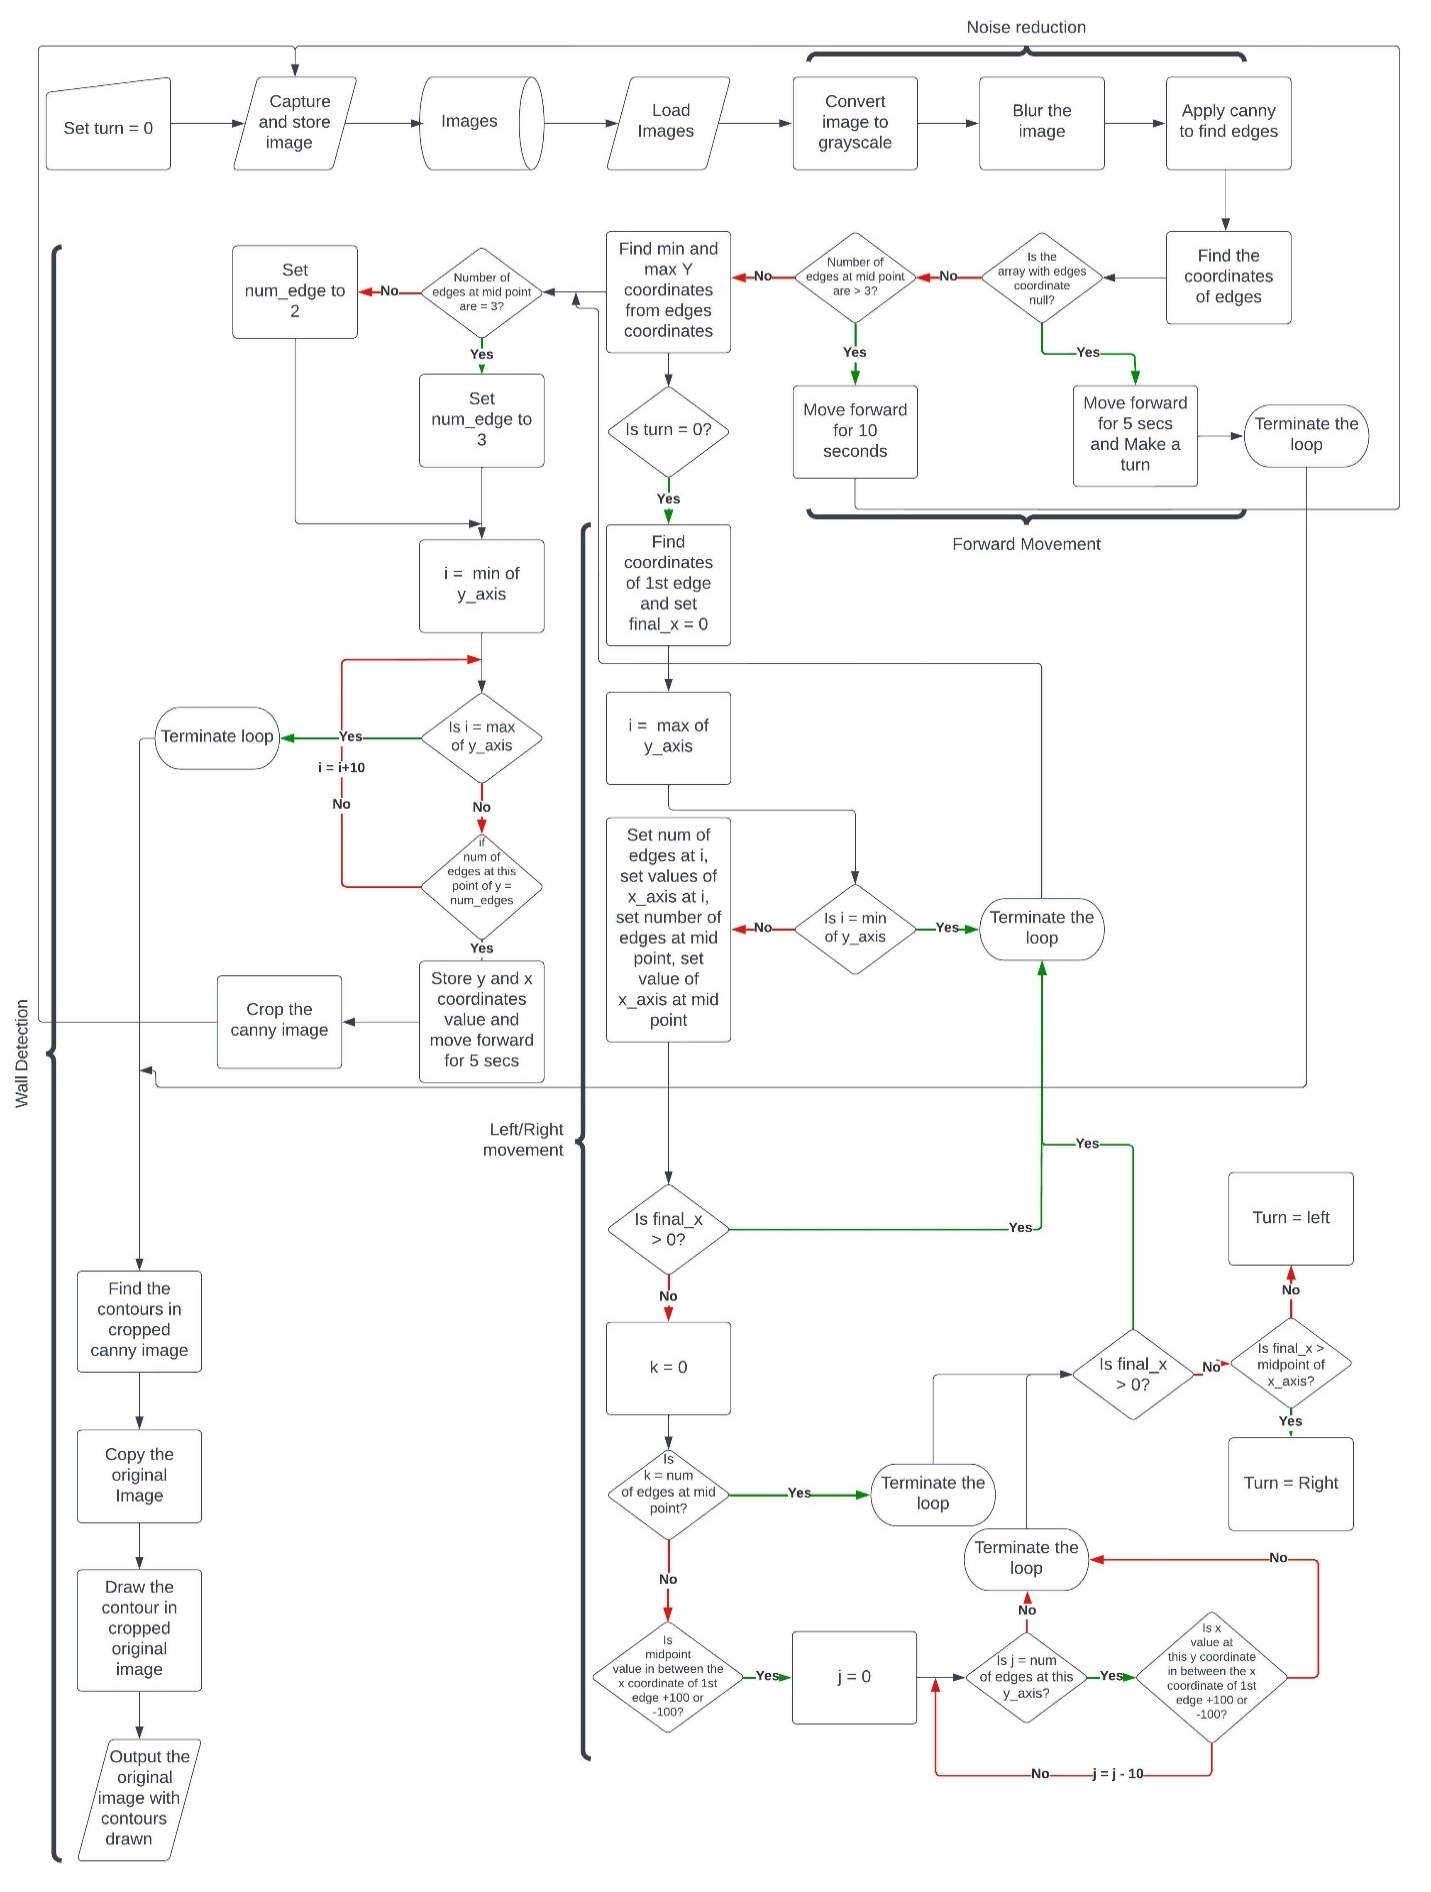 Noise reduction
Set turn = 0
Capture
and store
image
Images
Load
Images
Convert
image to
grayscale
Blur the
image
Apply canny
to find edges
Set
num_edge to
2
No
Number of
edges at mid point
are = 3?
Find min and
max Y
coordinates
from edges
coordinates
No
Number of
edges at mid point
are > 3?
No
Is the
array with edges
coordinate
null?
Find the
coordinates
of edges
Yes
Yes
Yes
Set
num_edge to
3
Is turn = 0?
Move forward
for 10
seconds
Move forward
for 5 secs
and Make a
turn
Terminate the
loop
Yes
Forward Movement
i =  min of
y_axis
Find
coordinates
of 1st edge
and set
final_x = 0
Terminate loop
Yes
i = i+10
No
Is i = max
of y_axis
No
i =  max of
y_axis
if
num of
edges at this
point of y =
num_edges
Yes
Set num of
edges at i,
set values of
x_axis at i,
set number of
edges at mid
point, set
value of
x_axis at mid
point
No
Is i = min
of y_axis
Yes
Terminate the
loop
Crop the
canny image
Store y and x
coordinates
value and
move forward
for 5 secs
Wall Detection
Left/Right
movement
Yes
Is final_x
> 0?
Yes
Turn = left
No
No
Find the
contours in
cropped
canny image
k = 0
Is final_x
> 0?
No
Is final_x >
midpoint of
x_axis?
Yes
Copy the
original
Image
Is
k = num
of edges at mid
point?
Yes
Terminate the
loop
Turn = Right
No
Terminate the
loop
No
No
Draw the
contour in
cropped
original
image
Is
midpoint
value in between the
x coordinate of 1st
edge +100 or
-100?
Yes
j = 0
Is j = num
of edges at this
y_axis?
Yes
Is x
value at
this y coordinate
in between the x
coordinate of 1st
edge +100 or
-100?
No
j = j - 10
Output the
original
image with
contours
drawn